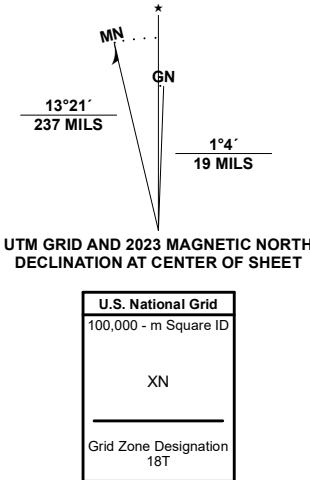 MN
GN
13°21´
237 MILS
1°4´
19 MILS
UTM GRID AND 2023 MAGNETIC NORTH
DECLINATION AT CENTER OF SHEET
U.S. National Grid
100,000 - m Square ID
XN
Grid Zone Designation
18T